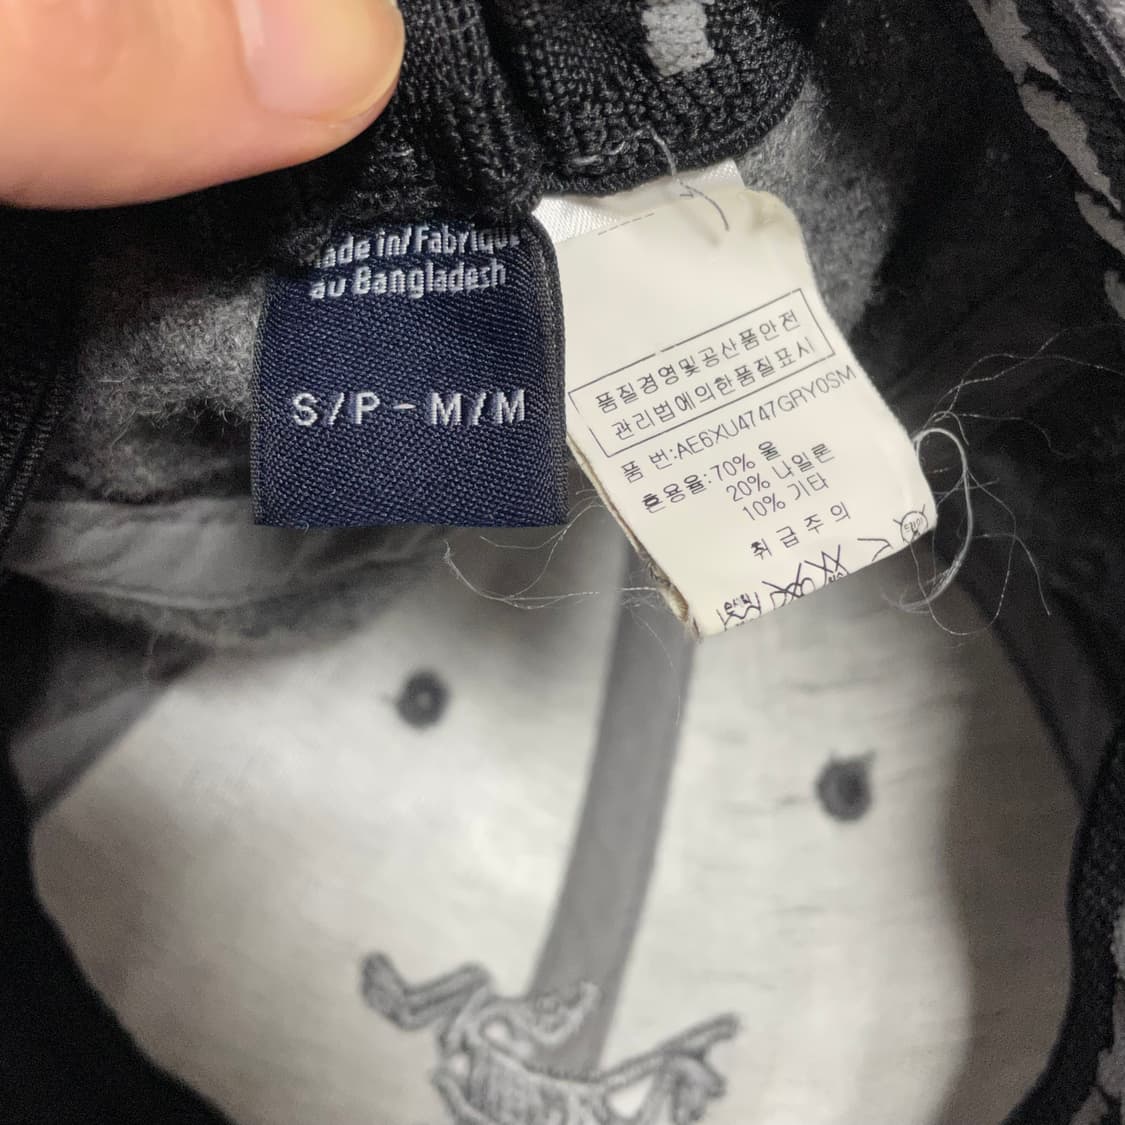 ade in/Fabrique
au Bangladesh
S/P - M/M
품질경영및공산품안전
관리법에의한품질표시
품 번:AE6XU4747GRY0SM
혼용율:70% 울
20% 나일론
10% 기타
취급주의